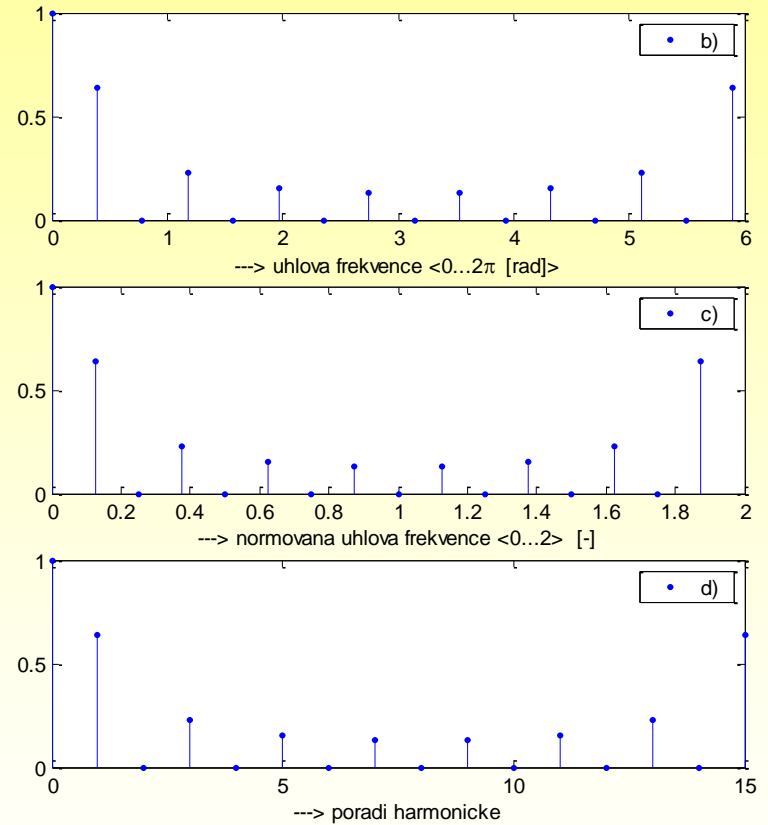 1
b)
0.5
0
0 1 2 3 4 5 6
---> uhlova frekvence <0...2π [rad]>
1
c)
0.5
0
0 0.2 0.4 0.6 0.8 1 1.2 1.4 1.6 1.8 2
---> normovana uhlova frekvence <0...2> [-]
1
d)
0.5
0
0 5 10 15
---> poradi harmonicke